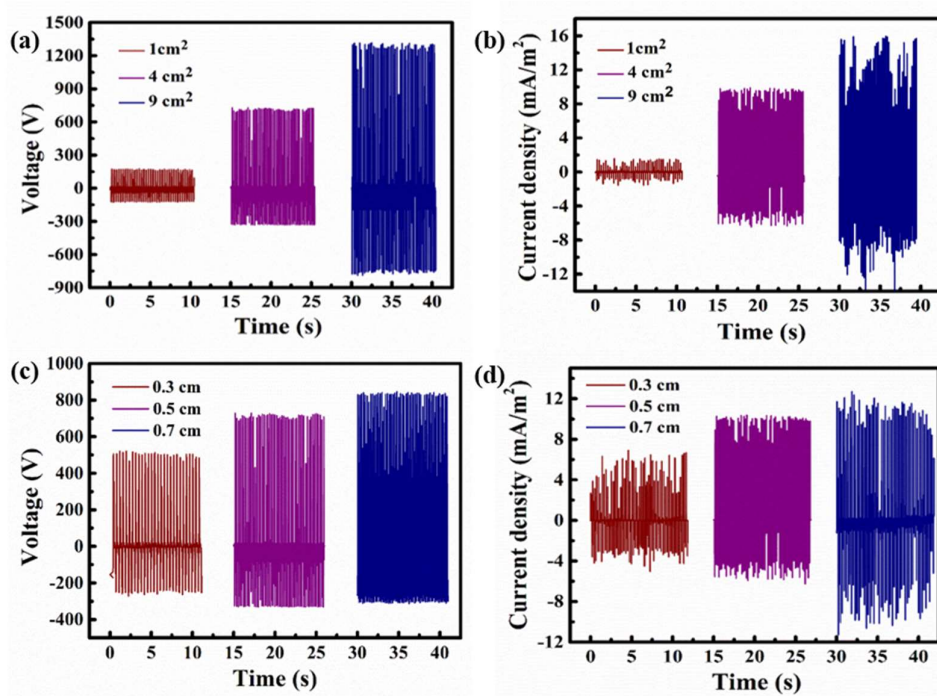 (a)
1cm²
4 cm²
9 cm²
Voltage (V)
1500
1200
900
600
300
0
-300
-600
-900
0 5 10 15 20 25 30 35 40
Time (s)
(b)
1cm²
4 cm²
9 cm²
Current density (mA/m²)
16
12
8
4
0
-4
-8
-12
0 5 10 15 20 25 30 35 40
Time (s)
(c)
0.3 cm
0.5 cm
0.7 cm
Voltage (V)
1000
800
600
400
200
0
-200
-400
0 5 10 15 20 25 30 35 40
Time (s)
(d)
0.3 cm
0.5 cm
0.7 cm
Current density (mA/m²)
12
8
4
0
-4
-8
-12
0 5 10 15 20 25 30 35 40
Time (s)